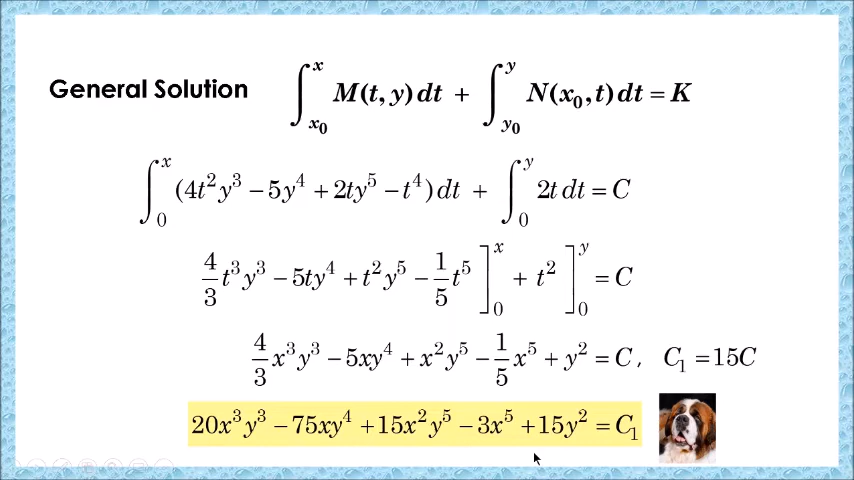 General Solution ∫_{x₀}^{x} M(t, y) dt + ∫_{y₀}^{y} N(x₀, t) dt = K
∫_{0}^{x} (4t²y³ − 5y⁴ + 2ty⁵ − t⁴) dt + ∫_{0}^{y} 2t dt = C
4/3 t³y³ − 5ty⁴ + t²y⁵ − 1/5 t⁵ ]_{0}^{x} + t² ]_{0}^{y} = C
4/3 x³y³ − 5xy⁴ + x²y⁵ − 1/5 x⁵ + y² = C , C₁ = 15C
20x³y³ − 75xy⁴ + 15x²y⁵ − 3x⁵ + 15y² = C₁